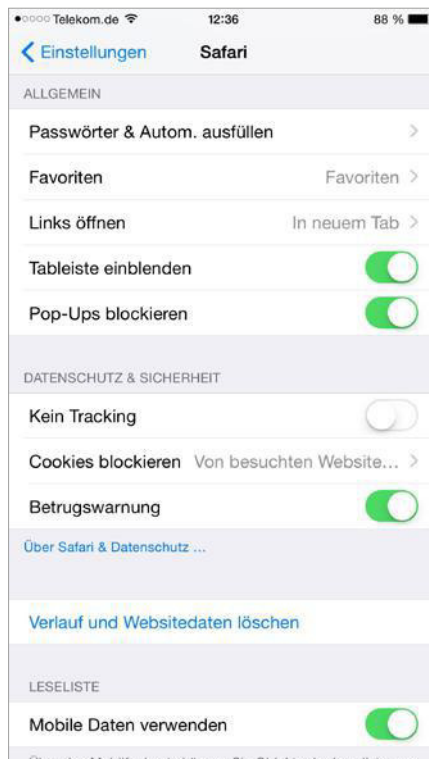 Telekom.de 12:36 88 %
Einstellungen Safari
ALLGEMEIN
Passwörter & Autom. ausfüllen
Favoriten Favoriten
Links öffnen In neuem Tab
Tableiste einblenden
Pop-Ups blockieren
DATENSCHUTZ & SICHERHEIT
Kein Tracking
Cookies blockieren Von besuchten Website...
Betrugswarnung
Über Safari & Datenschutz ...
Verlauf und Websitedaten löschen
LESELISTE
Mobile Daten verwenden